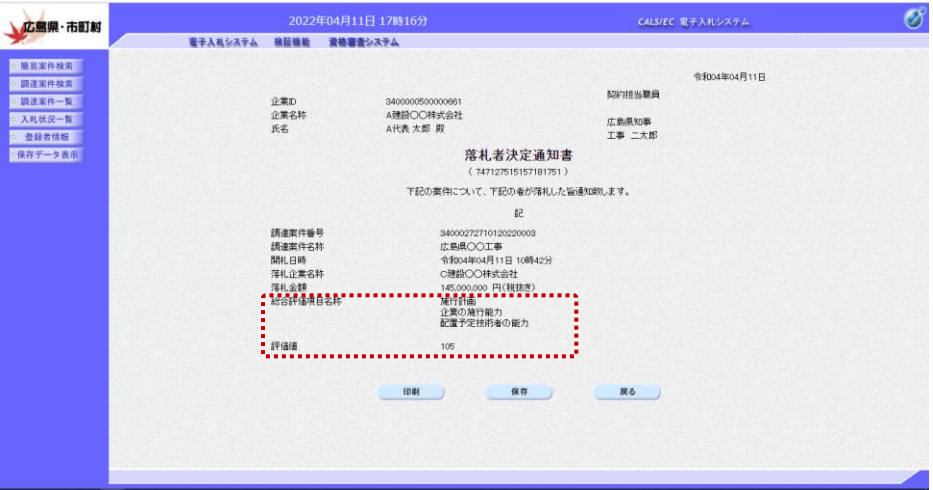 広島県・市町村
2022年04月11日 17時16分
CALS/EC 電子入札システム
電子入札システム 検証機能 資格審査システム
簡易案件検索
調達案件検索
調達案件一覧
入札状況一覧
登録者情報
保存データ表示
令和04年04月11日
企業ID 3400000500000661
企業名称 A建設〇〇株式会社
氏名 A代表 太郎 殿
契約担当職員
広島県知事
工事 二太郎
落札者決定通知書
( 747127515157181751 )
下記の案件について、下記の者が落札した旨通知致します。
記
調達案件番号 34000272710120220003
調達案件名称 広島県〇〇工事
開札日時 令和04年04月11日 10時42分
落札企業名称 C建設〇〇株式会社
落札金額 145,000,000 円(税抜き)
総合評価項目名称 施行計画
企業の施行能力
配置予定技術者の能力
評価値 105
印刷 保存 戻る